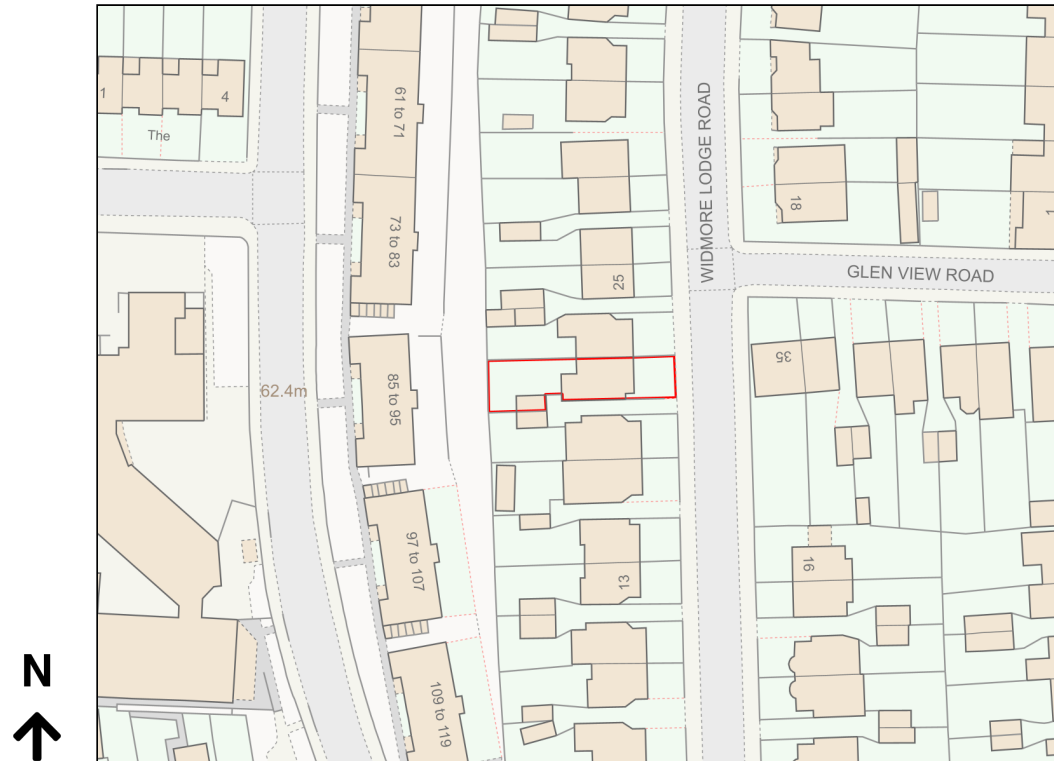 1
4
The
61 to 71
73 to 83
WIDMORE LODGE ROAD
18
1
25
GLEN VIEW ROAD
35
62.4m
85 to 95
97 to 107
13
16
109 to 119
N